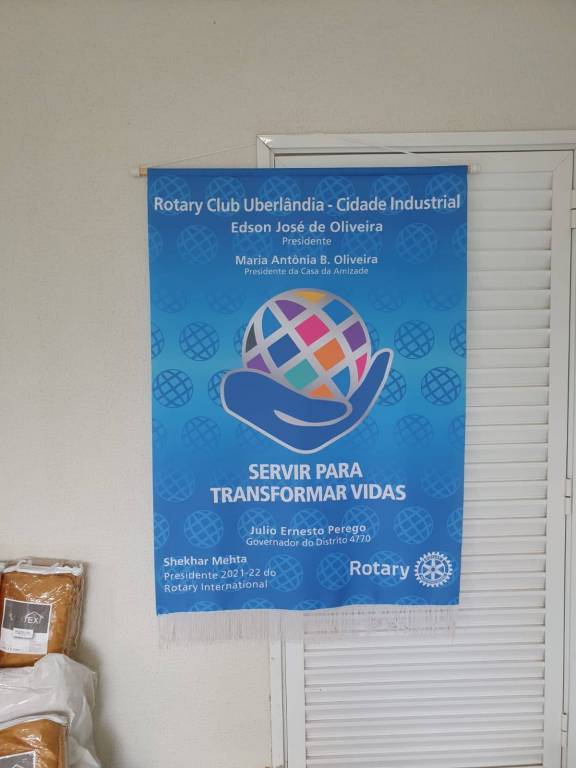 Rotary Club Uberlândia - Cidade Industrial
Edson José de Oliveira
Presidente
Maria Antônia B. Oliveira
Presidente da Casa da Amizade
SERVIR PARA
TRANSFORMAR VIDAS
Julio Ernesto Perego
Governador do Distrito 4770
Shekhar Mehta
Presidente 2021-22 do
Rotary International
Rotary